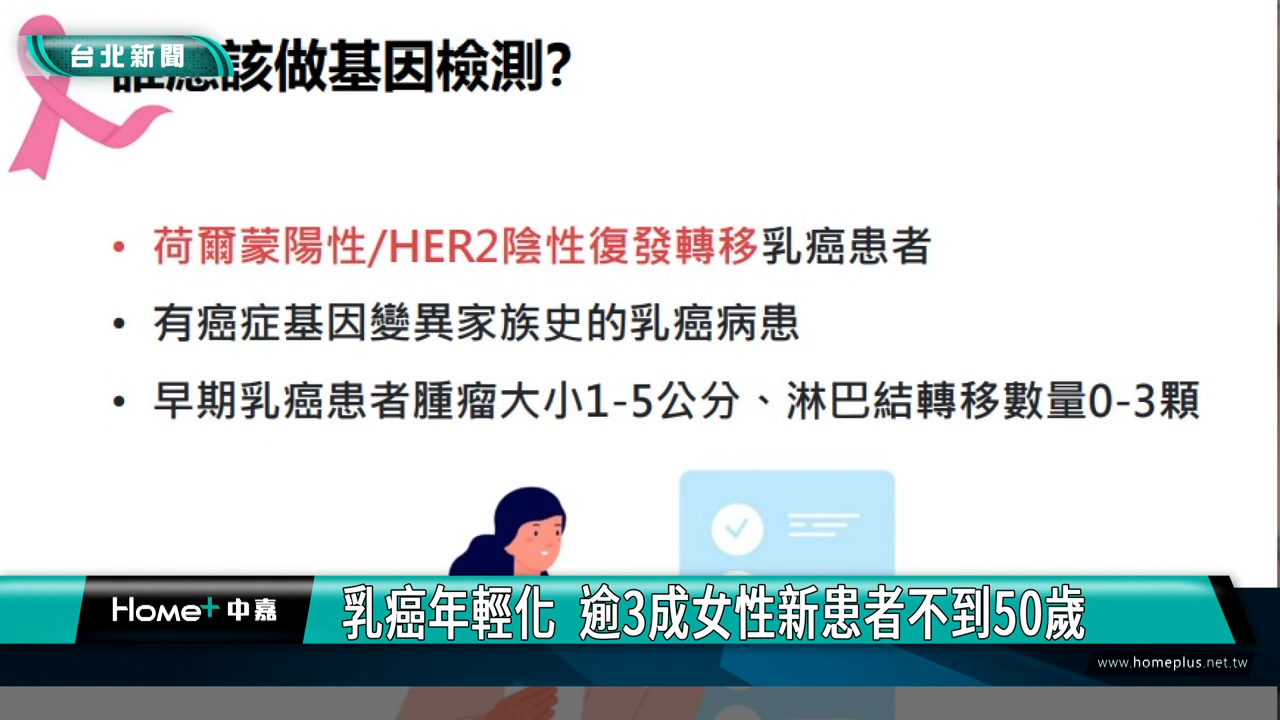 台北新聞
誰應該做基因檢測?
• 荷爾蒙陽性/HER2陰性復發轉移乳癌患者
• 有癌症基因變異家族史的乳癌病患
• 早期乳癌患者腫瘤大小1-5公分、淋巴結轉移數量0-3顆
Home+中嘉
乳癌年輕化 逾3成女性新患者不到50歲
www.homeplus.net.tw